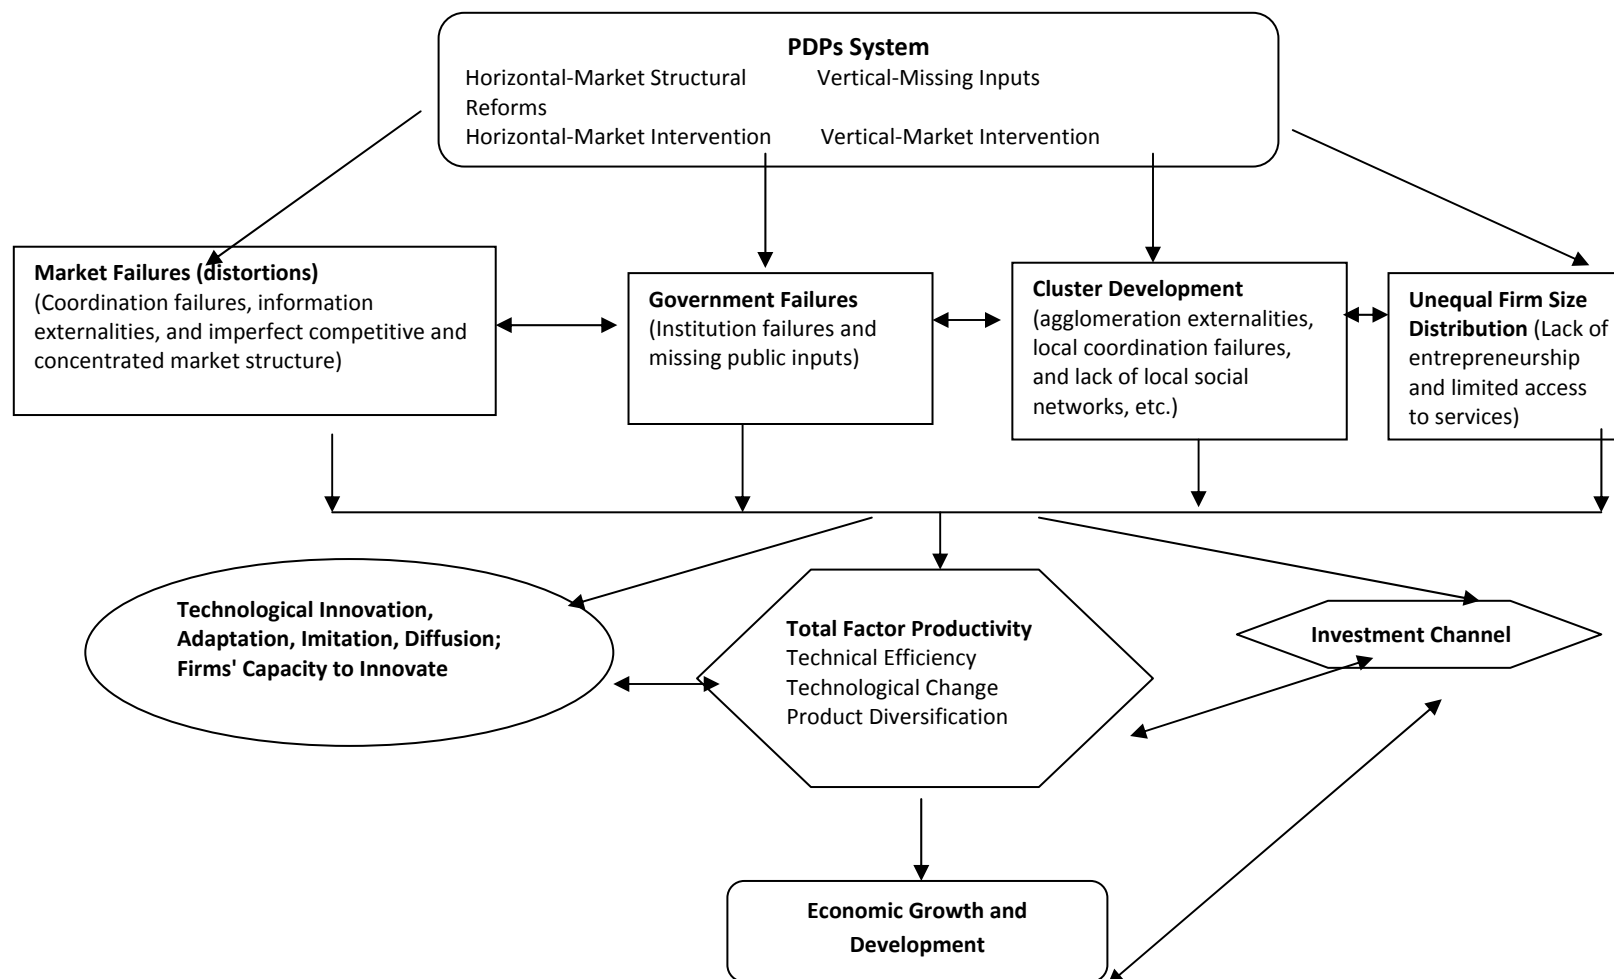 PDPs System
Horizontal-Market Structural Reforms
Vertical-Missing Inputs
Horizontal-Market Intervention
Vertical-Market Intervention
Market Failures (distortions)
(Coordination failures, information
externalities, and imperfect competitive and
concentrated market structure)
Government Failures
(Institution failures and
missing public inputs)
Cluster Development
(agglomeration externalities,
local coordination failures,
and lack of local social
networks, etc.)
Unequal Firm Size
Distribution (Lack of
entrepreneurship
and limited access
to services)
Technological Innovation,
Adaptation, Imitation, Diffusion;
Firms' Capacity to Innovate
Total Factor Productivity
Technical Efficiency
Technological Change
Product Diversification
Investment Channel
Economic Growth and
Development